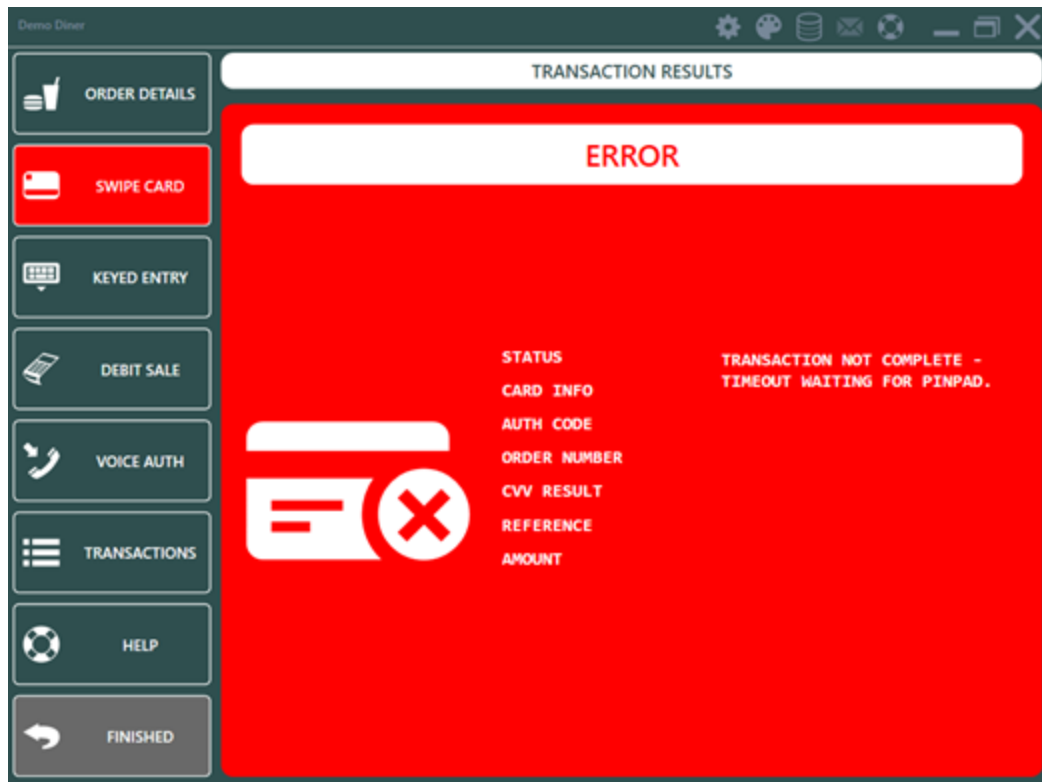 Demo Diner
ORDER DETAILS
SWIPE CARD
KEYED ENTRY
DEBIT SALE
VOICE AUTH
TRANSACTIONS
HELP
FINISHED
TRANSACTION RESULTS
ERROR
STATUS
TRANSACTION NOT COMPLETE -
TIMEOUT WAITING FOR PINPAD.
CARD INFO
AUTH CODE
ORDER NUMBER
CVV RESULT
REFERENCE
AMOUNT